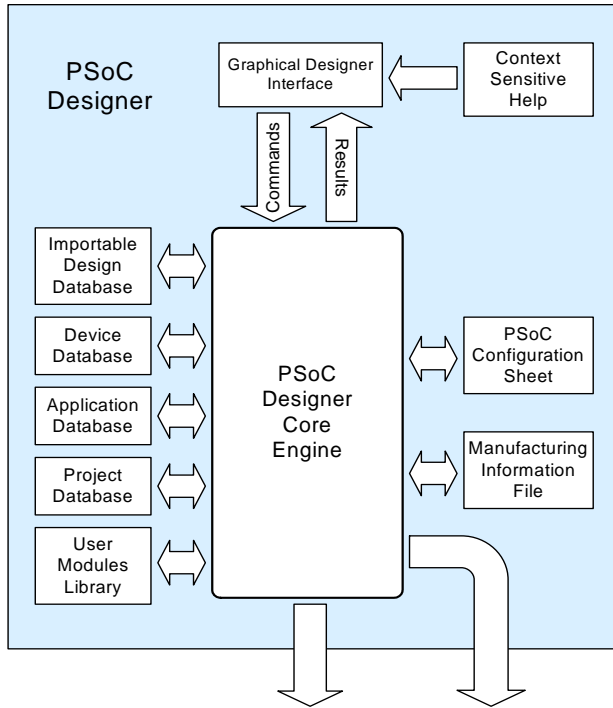 PSoC
Designer
Graphical Designer
Interface
Context
Sensitive
Help
Commands
Results
Importable
Design
Database
Device
Database
Application
Database
Project
Database
User
Modules
Library
PSoC
Designer
Core
Engine
PSoC
Configuration
Sheet
Manufacturing
Information
File